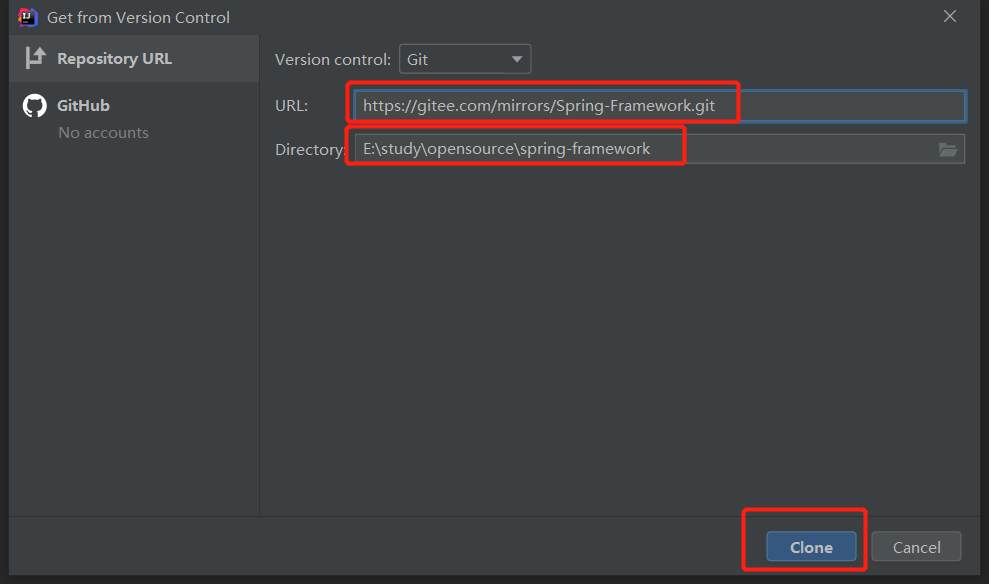 Get from Version Control
Repository URL
GitHub
No accounts
Version control: Git
URL: https://gitee.com/mirrors/Spring-Framework.git
Directory: E:\study\opensource\spring-framework
Clone Cancel